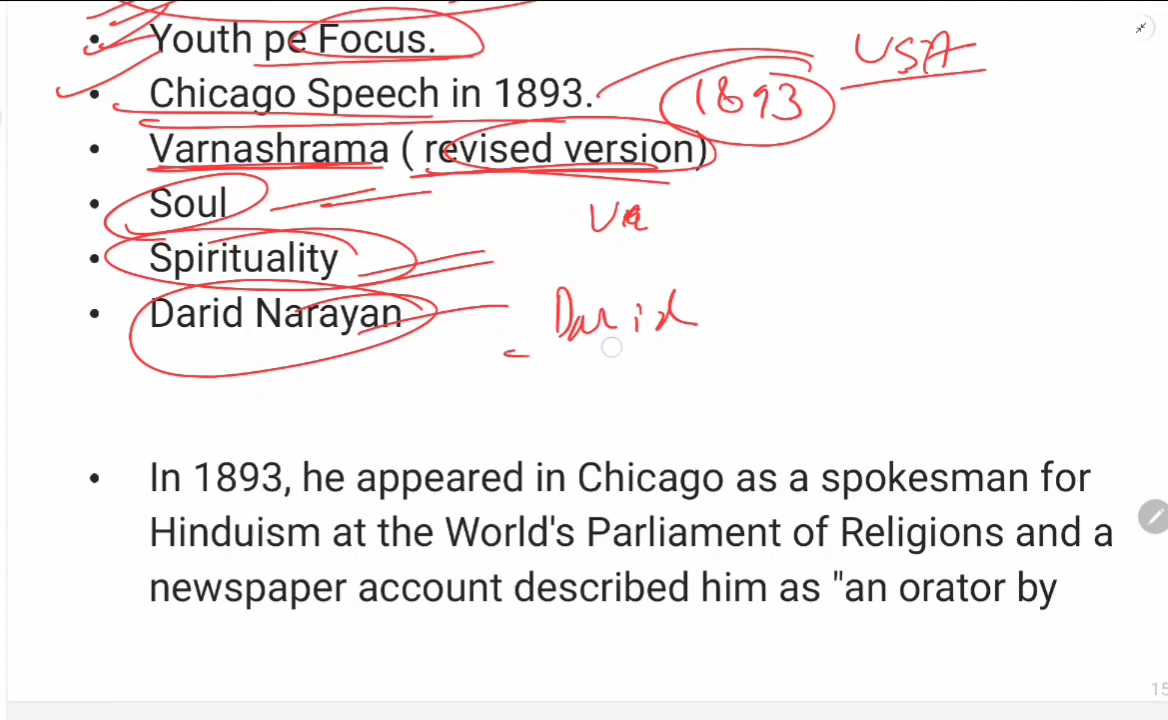 • Youth pe Focus.
USA
• Chicago Speech in 1893.
1893
• Varnashrama ( revised version)
• Soul
• Spirituality
• Darid Narayan
Darid
• In 1893, he appeared in Chicago as a spokesman for
Hinduism at the World's Parliament of Religions and a
newspaper account described him as "an orator by
15